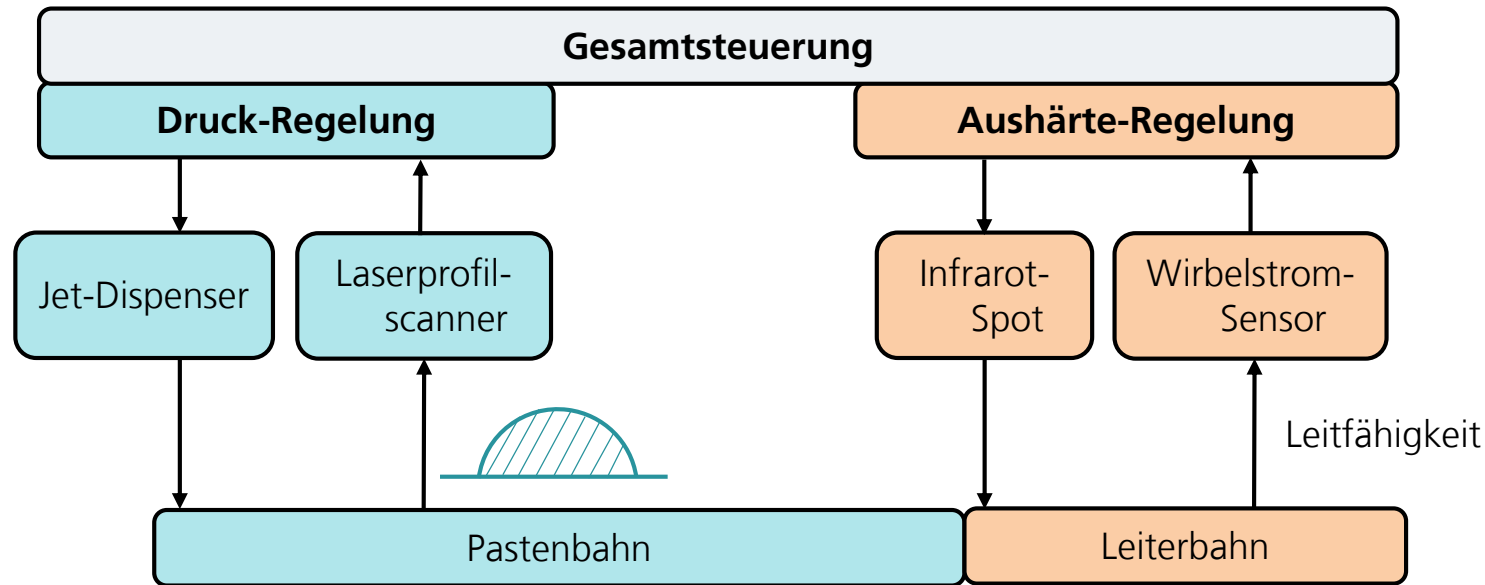 Gesamtsteuerung
Druck-Regelung
Aushärte-Regelung
Jet-Dispenser
Laserprofil-
scanner
Infrarot-
Spot
Wirbelstrom-
Sensor
Leitfähigkeit
Pastenbahn
Leiterbahn